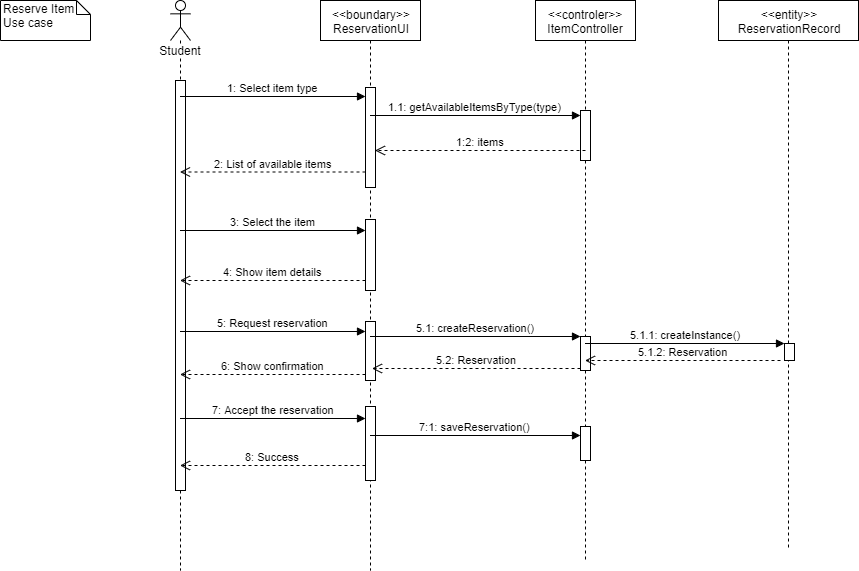 Reserve Item
Use case
Student
<<boundary>>
ReservationUI
<<controler>>
ItemController
<<entity>>
ReservationRecord
1: Select item type
1.1: getAvailableItemsByType(type)
1:2: items
2: List of available items
3: Select the item
4: Show item details
5: Request reservation
5.1: createReservation()
5.1.1: createInstance()
5.1.2: Reservation
5.2: Reservation
6: Show confirmation
7: Accept the reservation
7:1: saveReservation()
8: Success